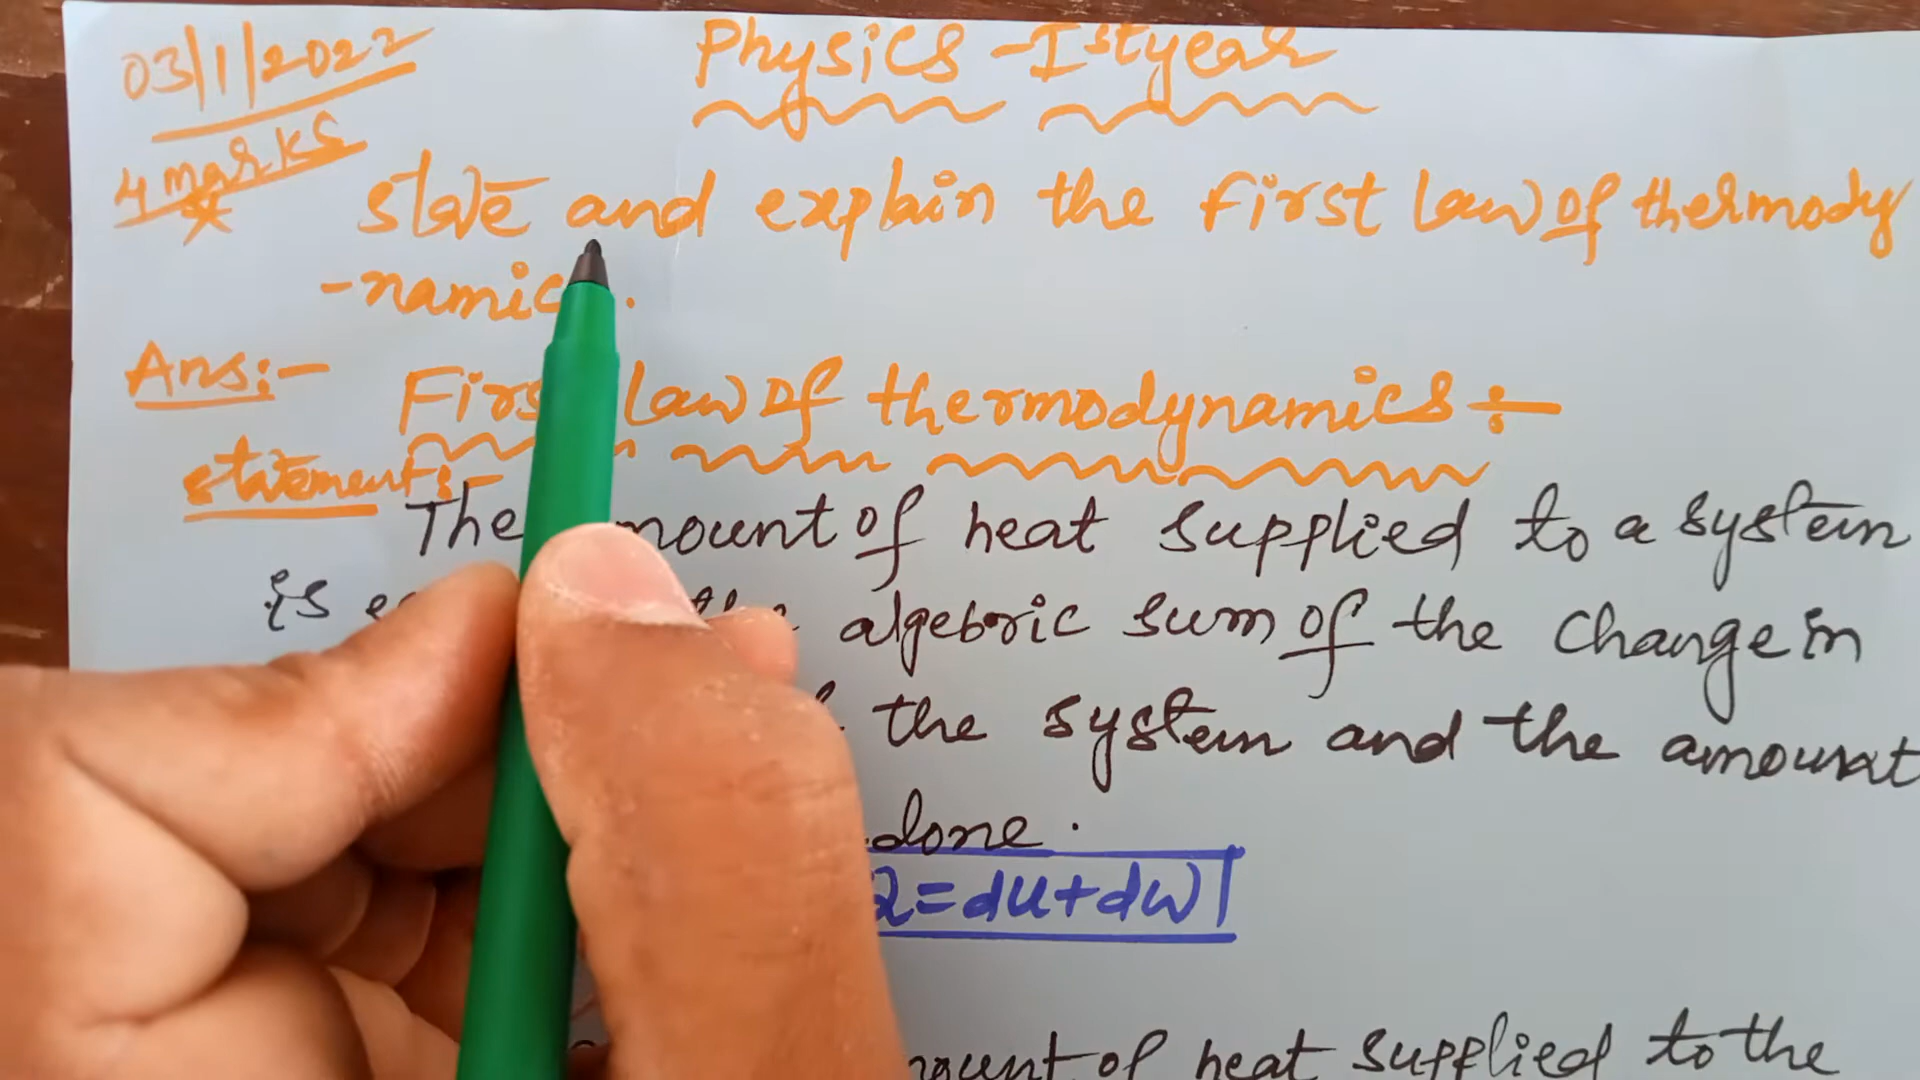 03/1/2022
Physics - Ist year
4 marks
* state and explain the first law of thermody
-namic .
Ans:-
First law of thermodynamics :-
statement:-
The mount of heat supplied to a system
is algebric sum of the change in
the system and the amount
done.
Q=du+dw
of heat supplied to the